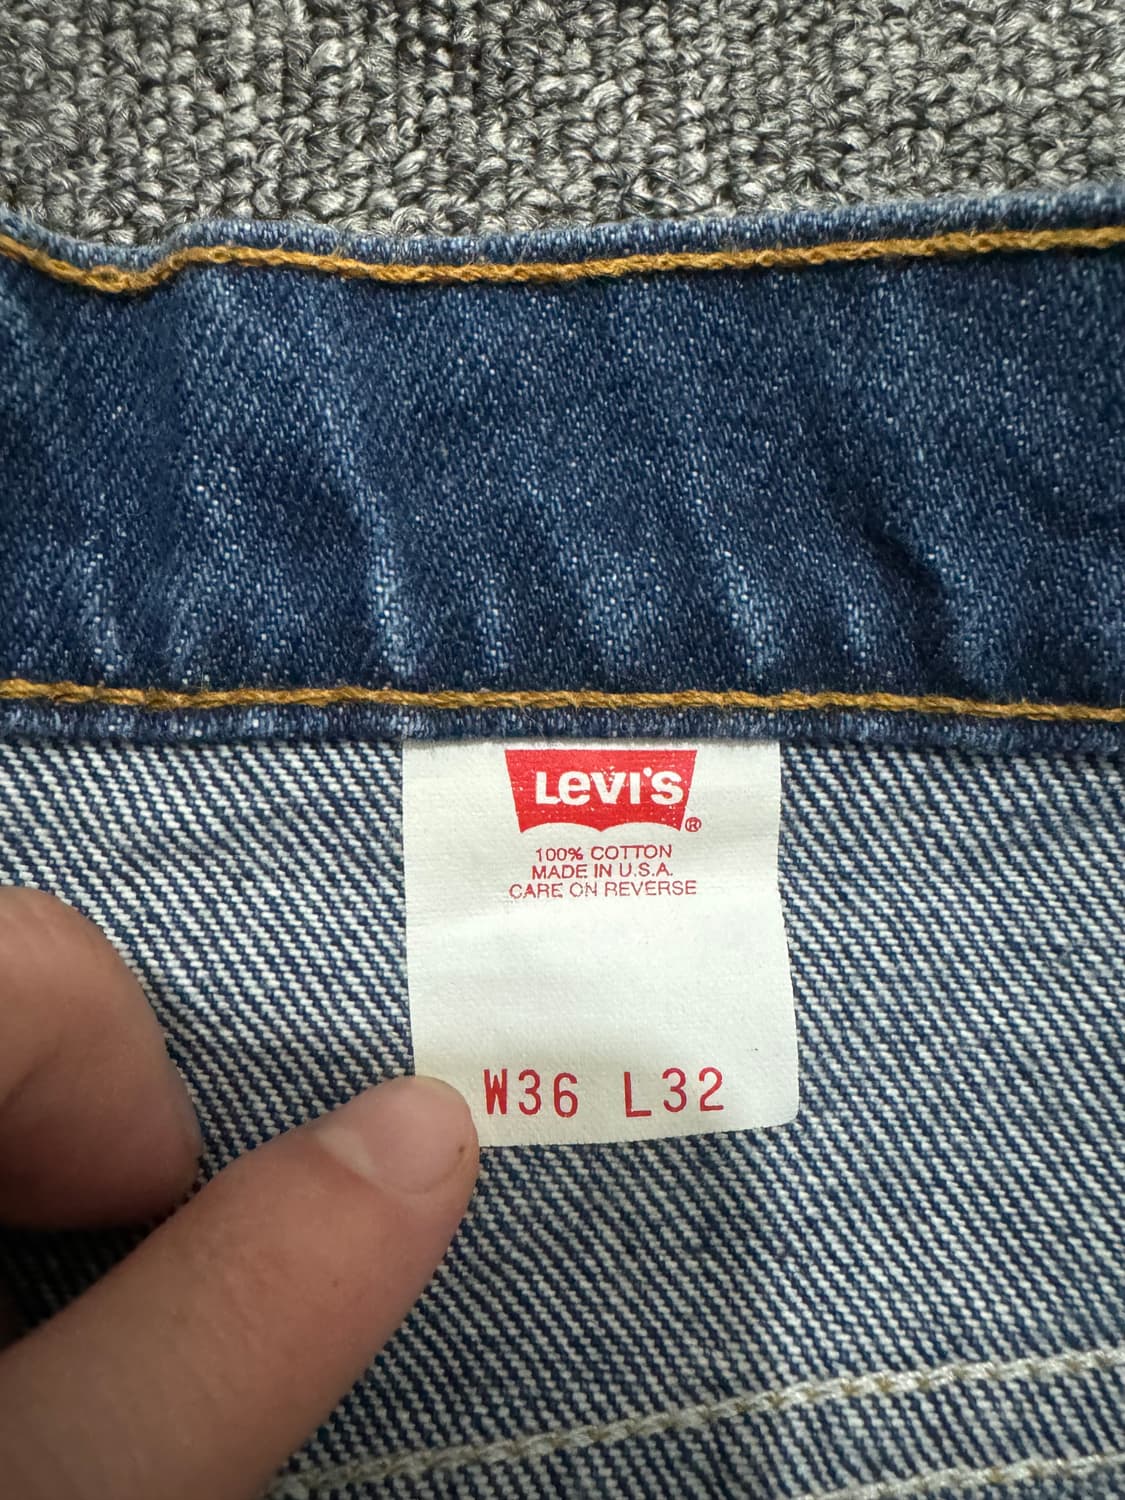 Levi's ®
100% COTTON
MADE IN U.S.A.
CARE ON REVERSE
W36 L32